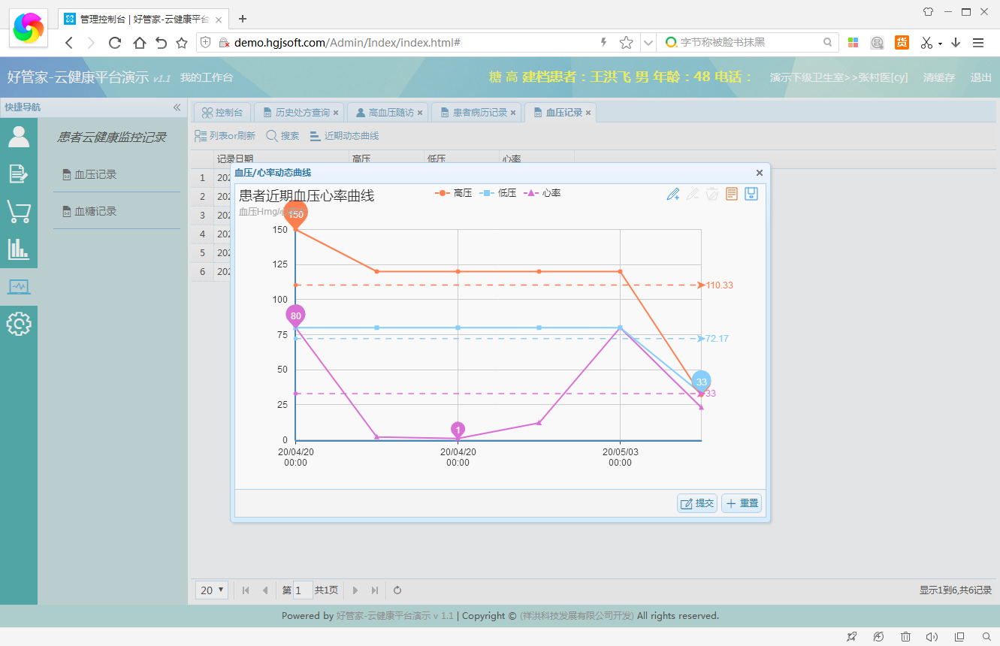 管理控制台 | 好管家-云健康平台
demo.hgjsoft.com/Admin/Index/index.html#
字节称被脸书抹黑
货
好管家-云健康平台演示 v1.1 我的工作台
糖 高 建档患者：王洪飞 男 年龄：48 电话：
演示下级卫生室>>张村医[cy] 清缓存 退出
快捷导航
控制台 历史处方查询 高血压随访 患者病历记录 血压记录
患者云健康监控记录
列表or刷新 搜索 近期动态曲线
血压记录
血糖记录
记录日期 高压 低压 心率
1 202
2 202
3 202
4 202
5 202
6 202
血压/心率动态曲线
患者近期血压心率曲线
高压 低压 心率
血压Hmg/
150
150
125
110.33
100
80
75
72.17
50
33
33
25
1
0
20/04/20 20/04/20 20/05/03
00:00 00:00 00:00
提交 重置
20 第 1 共1页
显示1到6,共6记录
Powered by 好管家-云健康平台演示 v 1.1 | Copyright © (祥洪科技发展有限公司开发) All rights reserved.